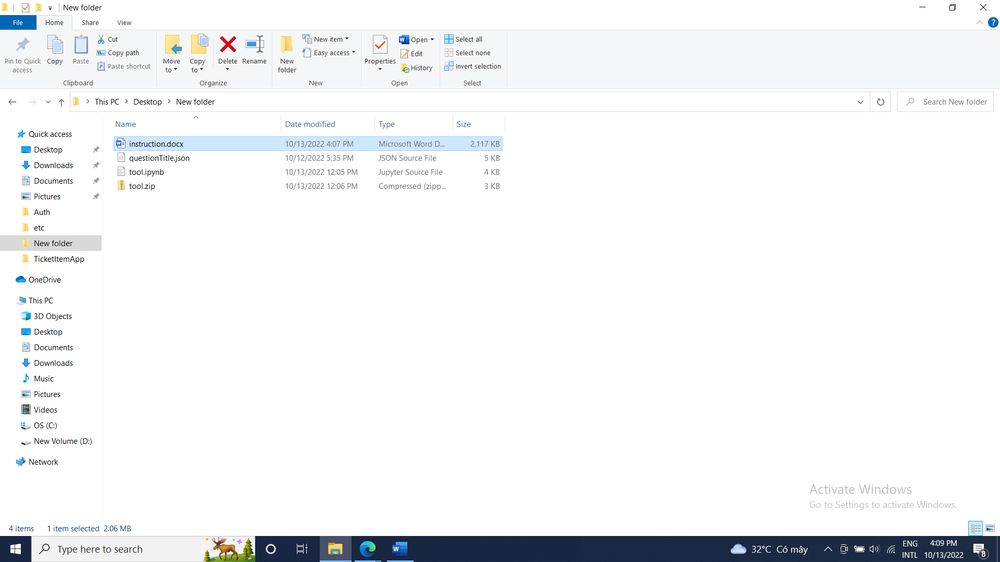 New folder
File Home Share View
Pin to Quick access
Copy
Paste
Cut
Copy path
Paste shortcut
Clipboard
Move to
Copy to
Delete
Rename
Organize
New folder
New item
Easy access
New
Properties
Open
Edit
History
Open
Select all
Select none
Invert selection
Select
This PC > Desktop > New folder
Search New folder
Name Date modified Type Size
instruction.docx 10/13/2022 4:07 PM Microsoft Word D... 2,117 KB
questionTitle.json 10/12/2022 5:35 PM JSON Source File 5 KB
tool.ipynb 10/13/2022 12:05 PM Jupyter Source File 4 KB
tool.zip 10/13/2022 12:06 PM Compressed (zipp... 3 KB
Quick access
Desktop
Downloads
Documents
Pictures
Auth
etc
New folder
TicketItemApp
OneDrive
This PC
3D Objects
Desktop
Documents
Downloads
Music
Pictures
Videos
OS (C:)
New Volume (D:)
Network
Activate Windows
Go to Settings to activate Windows.
4 items 1 item selected 2.06 MB
Type here to search
32°C Có mây
ENG
INTL
4:09 PM
10/13/2022
8